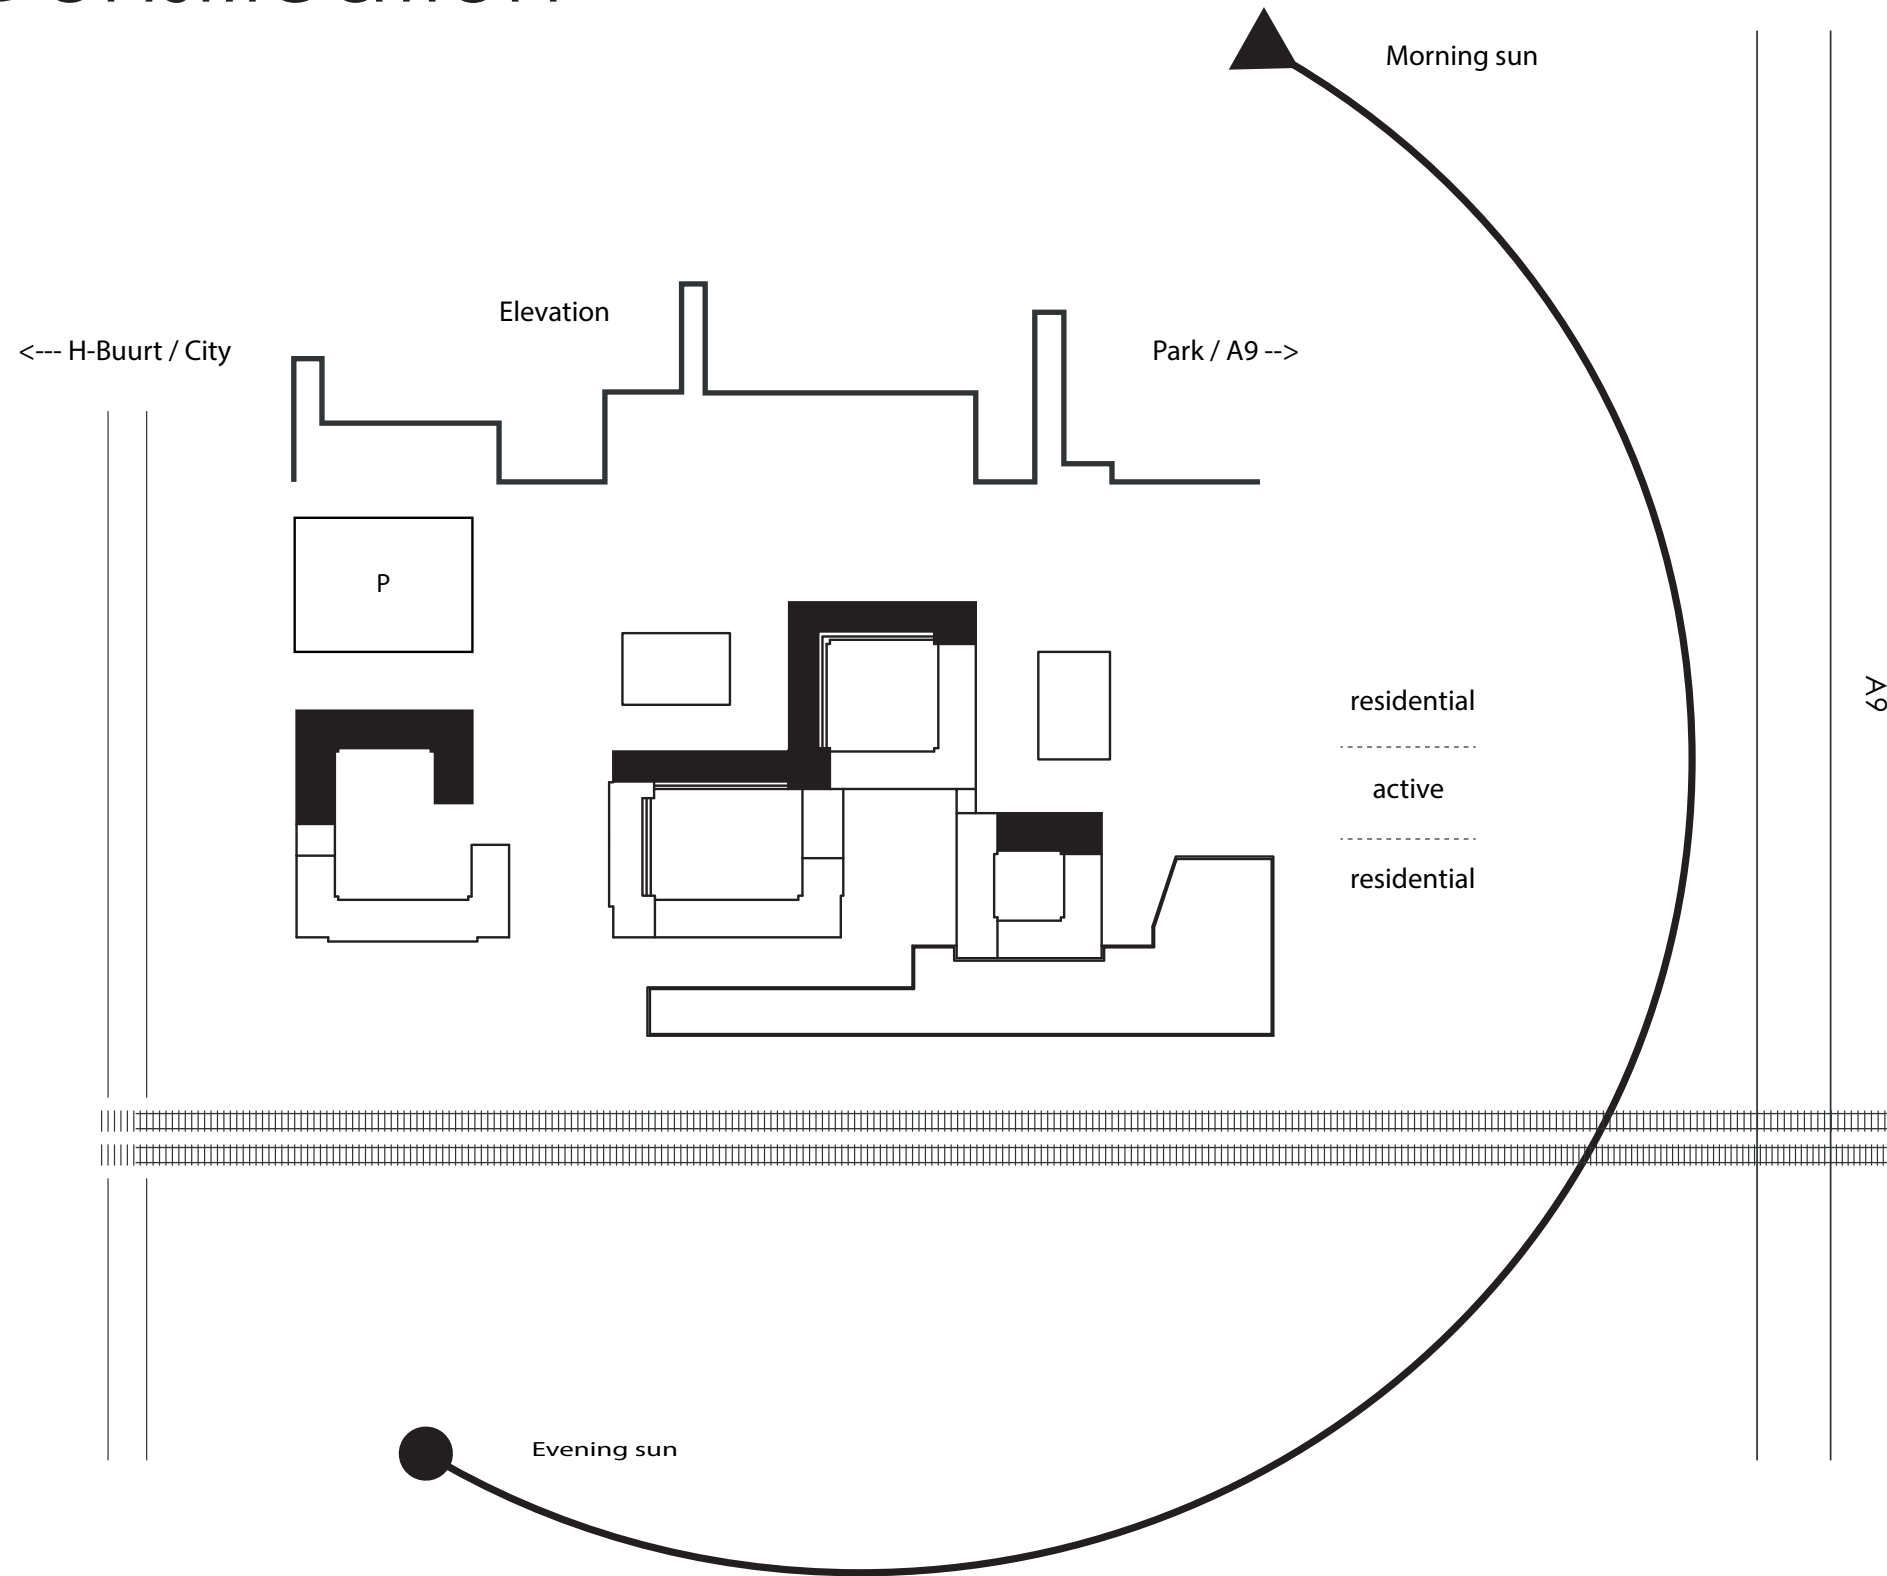 Morning sun
Elevation
<--- H-Buurt / City
Park / A9 -->
P
residential
A9
active
residential
Evening sun